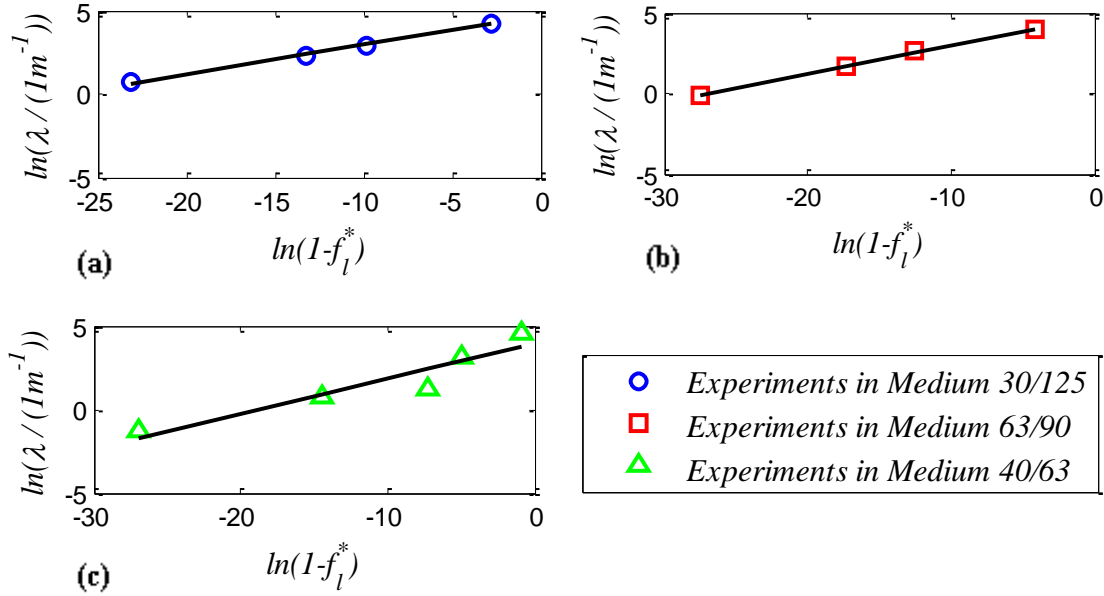 5
0
-5
-25
-20
-15
-10
-5
0
ln(λ / (1m^-1))
ln(1-f_l^*)
(a)
5
0
-5
-30
-20
-10
0
ln(λ / (1m^-1))
ln(1-f_l^*)
(b)
5
0
-5
-30
-20
-10
0
ln(λ / (1m^-1))
ln(1-f_l^*)
(c)
Experiments in Medium 30/125
Experiments in Medium 63/90
Experiments in Medium 40/63